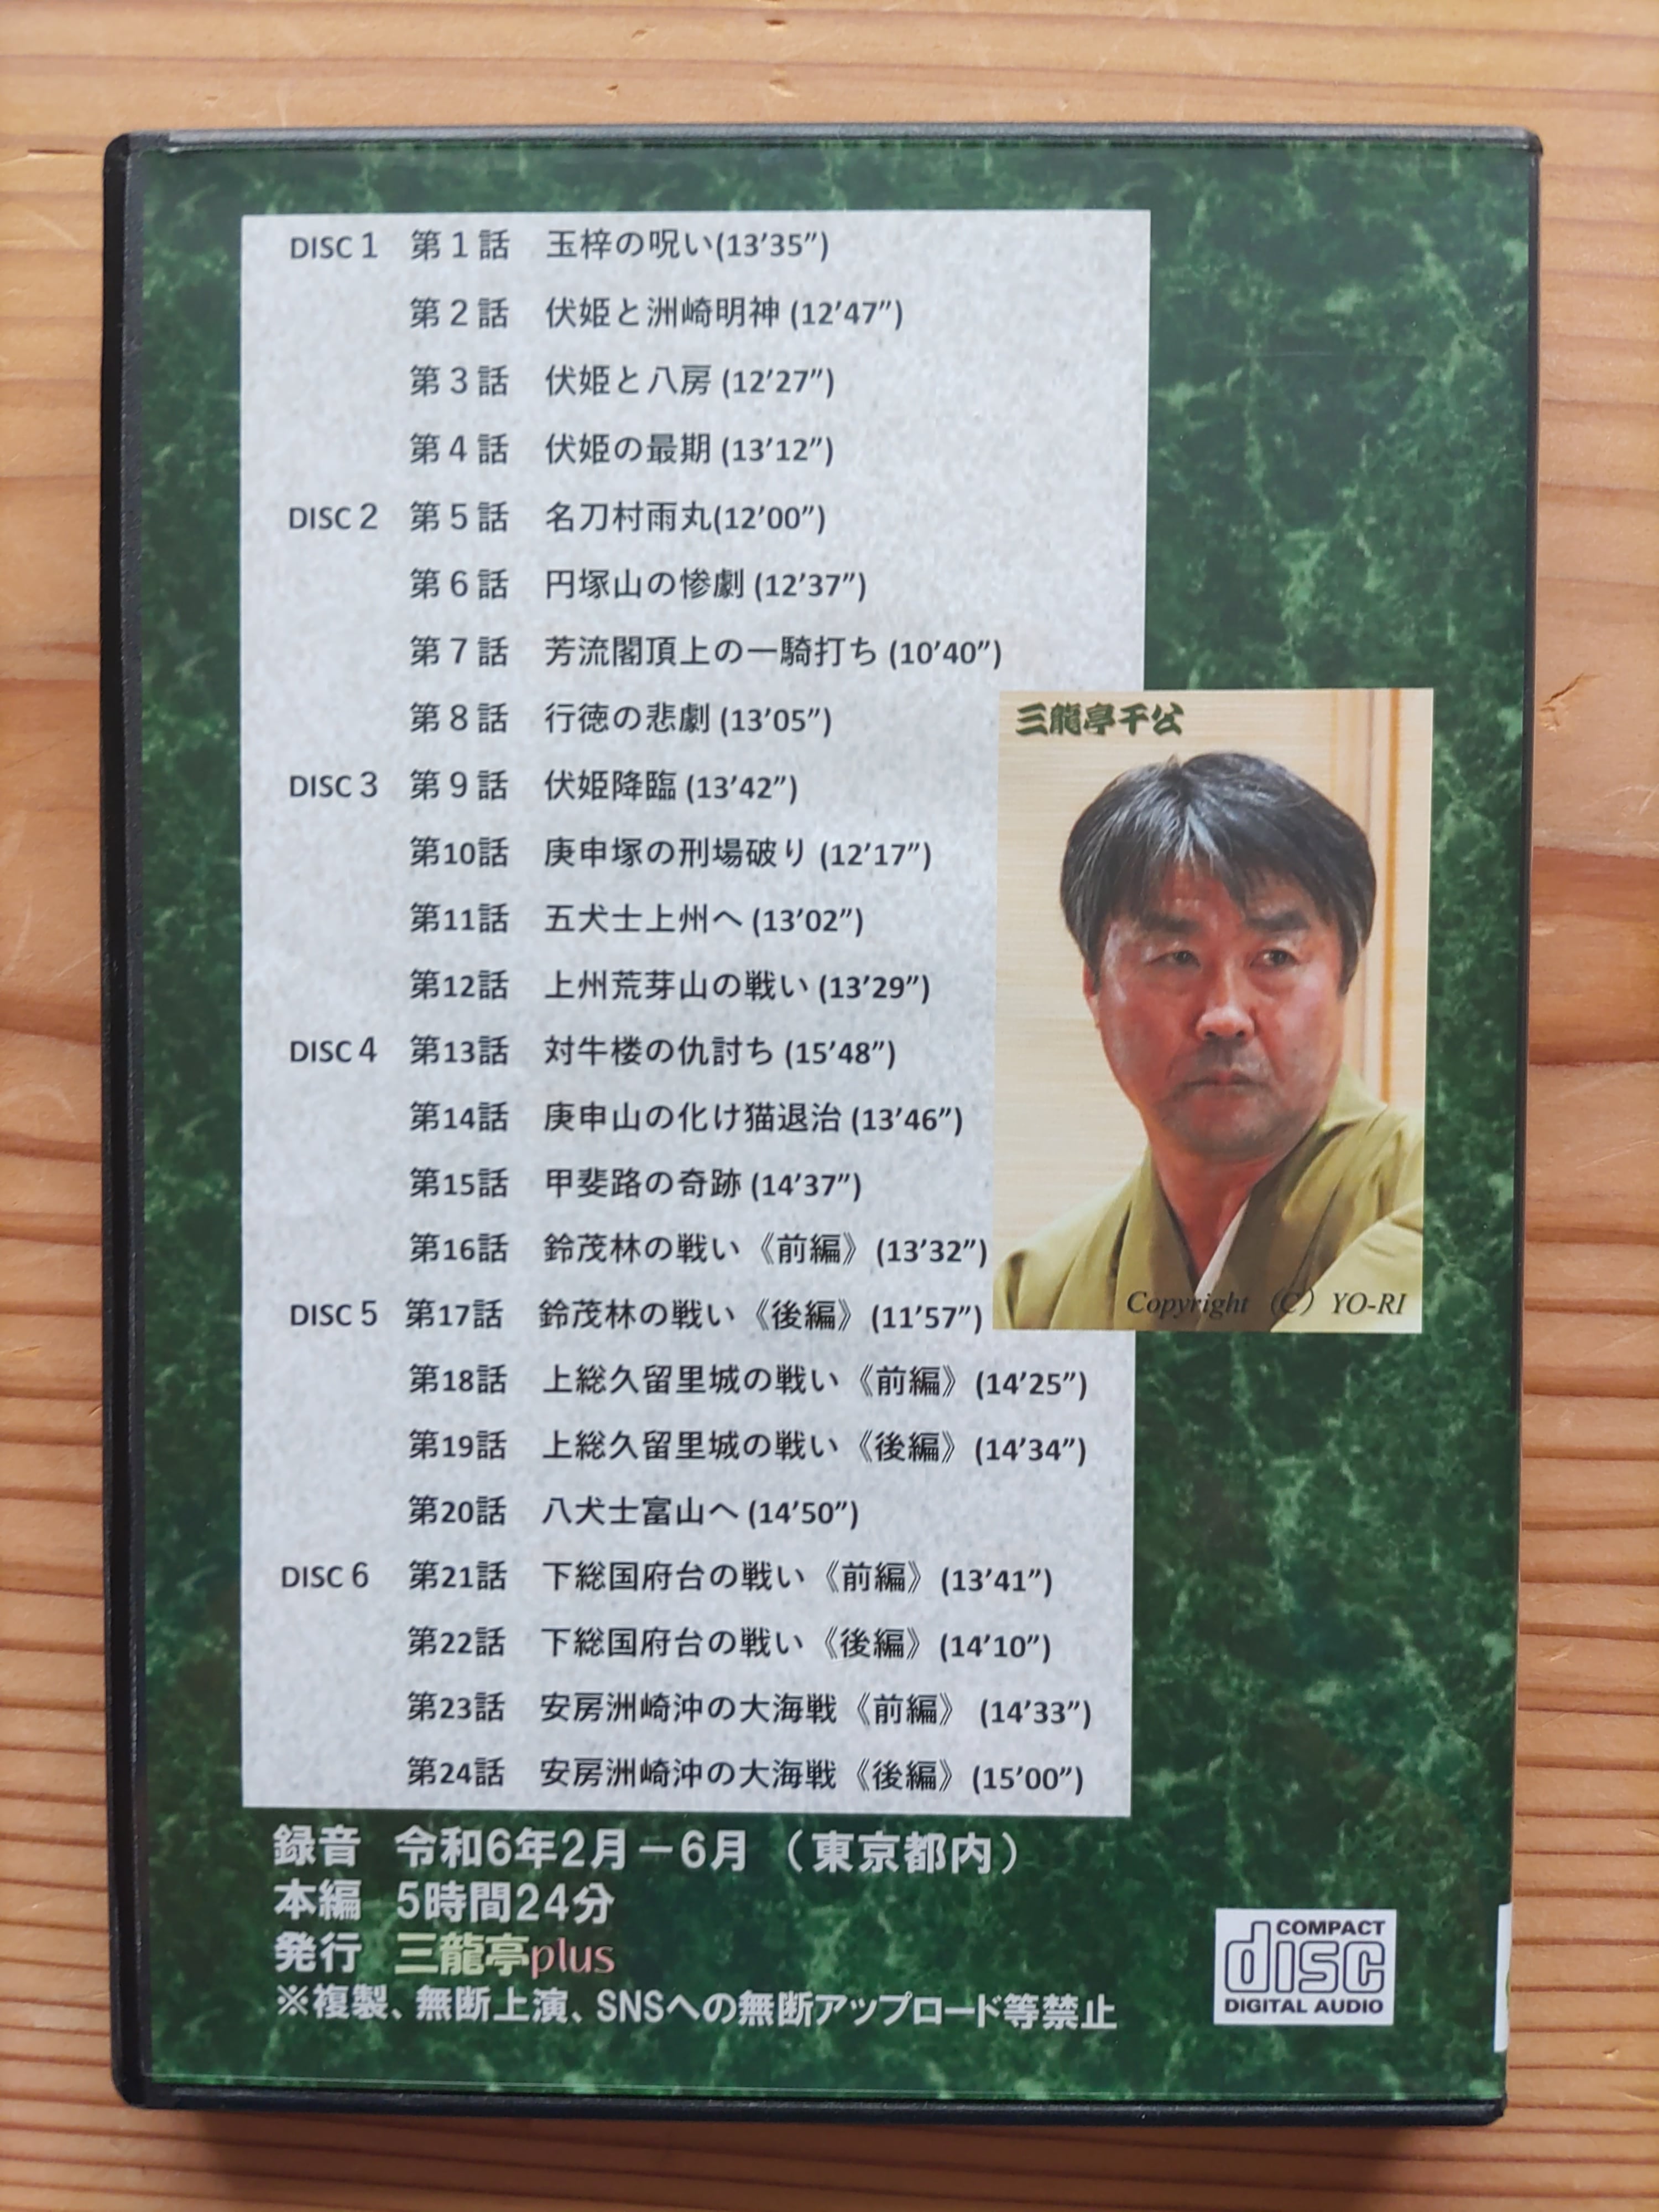 DISC 1 第１話 玉梓の呪い(13’35”)
第２話 伏姫と洲崎明神 (12’47”)
第３話 伏姫と八房 (12’27”)
第４話 伏姫の最期 (13’12”)
DISC 2 第５話 名刀村雨丸(12’00”)
第６話 円塚山の惨劇 (12’37”)
第７話 芳流閣頂上の一騎打ち (10’40”)
第８話 行徳の悲劇 (13’05”)
DISC 3 第９話 伏姫降臨 (13’42”)
第10話 庚申塚の刑場破り (12’17”)
第11話 五犬士上州へ (13’02”)
第12話 上州荒芽山の戦い (13’29”)
DISC 4 第13話 対牛楼の仇討ち (15’48”)
第14話 庚申山の化け猫退治 (13’46”)
第15話 甲斐路の奇跡 (14’37”)
第16話 鈴茂林の戦い《前編》(13’32”)
DISC 5 第17話 鈴茂林の戦い《後編》(11’57”)
第18話 上総久留里城の戦い《前編》(14’25”)
第19話 上総久留里城の戦い《後編》(14’34”)
第20話 八犬士富山へ (14’50”)
DISC 6 第21話 下総国府台の戦い《前編》(13’41”)
第22話 下総国府台の戦い《後編》(14’10”)
第23話 安房洲崎沖の大海戦《前編》 (14’33”)
第24話 安房洲崎沖の大海戦《後編》(15’00”)
三龍亭千公
Copyright （C）YO-RI
録音 令和6年2月－6月（東京都内）
本編 5時間24分
発行 三龍亭plus
※複製、無断上演、SNSへの無断アップロード等禁止
COMPACT
disc
DIGITAL AUDIO